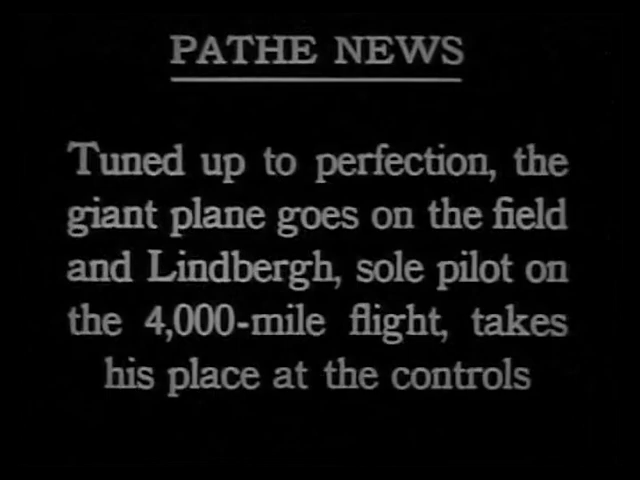 PATHE NEWS
Tuned up to perfection, the
giant plane goes on the field
and Lindbergh, sole pilot on
the 4,000-mile flight, takes
his place at the controls